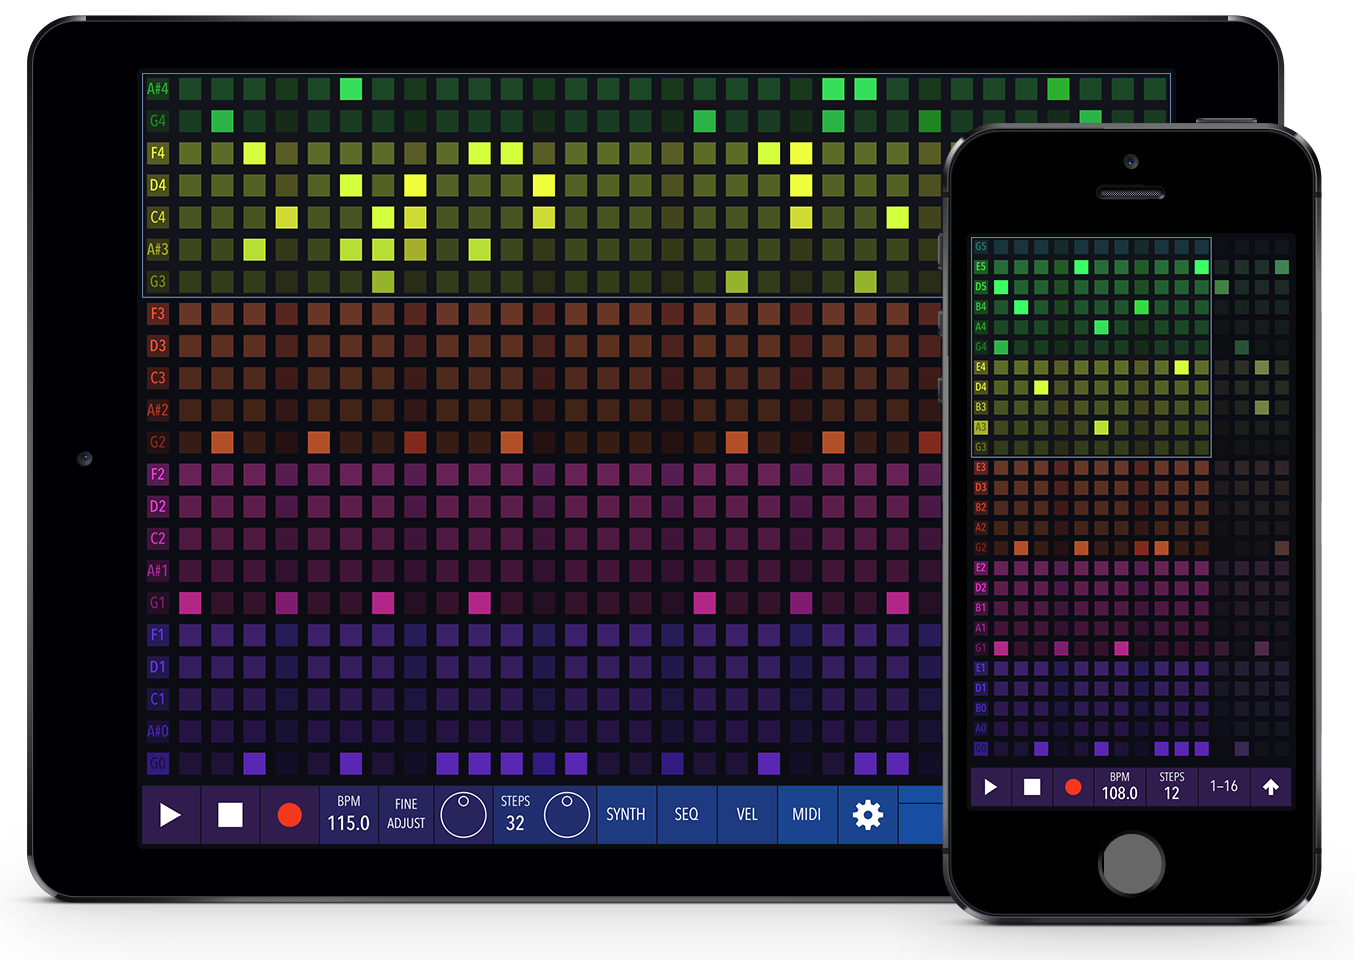 A#4
G4
F4
D4
C4
A#3
G3
F3
D3
C3
A#2
G2
F2
D2
C2
A#1
G1
F1
D1
C1
A#0
G0
BPM
115.0
FINE
ADJUST
STEPS
32
SYNTH
SEQ
VEL
MIDI
G5
E5
D5
B4
A4
G4
E4
D4
B3
A3
G3
E3
D3
B2
A2
G2
E2
D2
B1
A1
G1
E1
D1
B0
A0
G0
BPM
108.0
STEPS
12
1–16